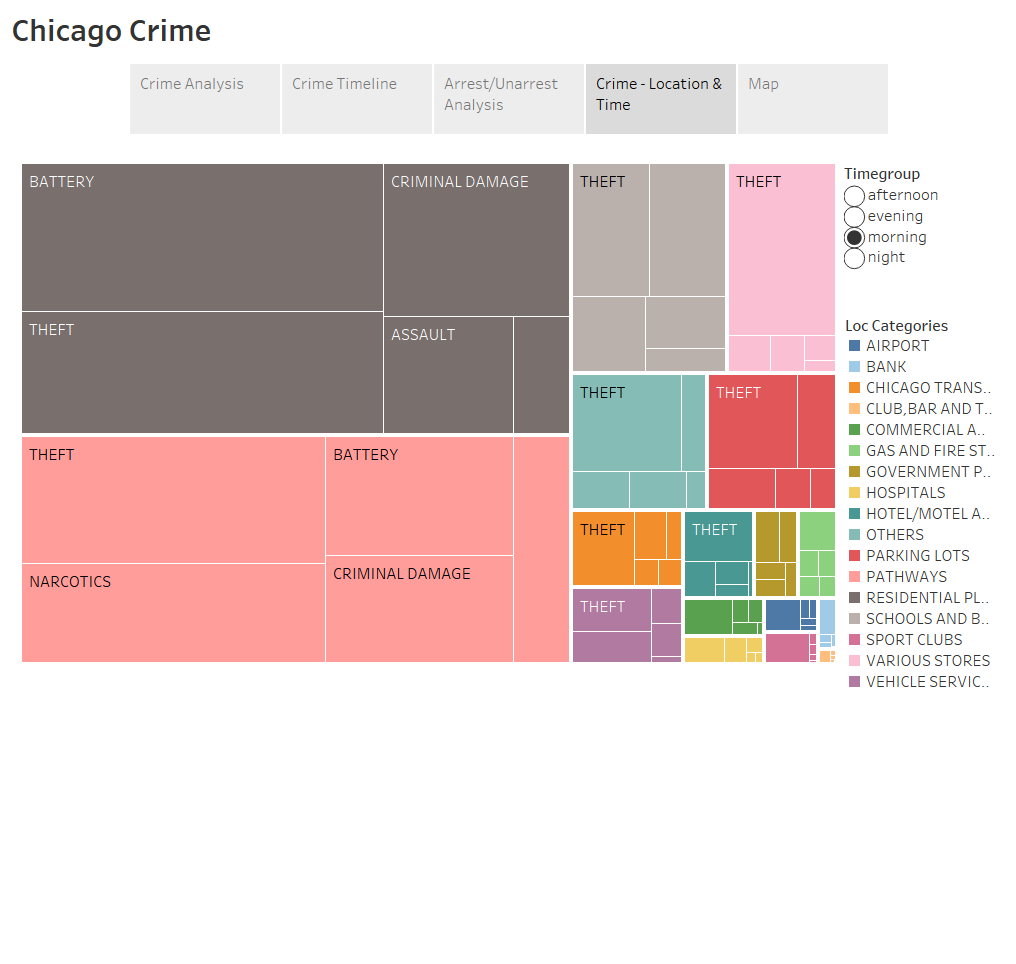 Chicago Crime
Crime Analysis
Crime Timeline
Arrest/Unarrest
Analysis
Crime - Location &
Time
Map
BATTERY
CRIMINAL DAMAGE
THEFT
ASSAULT
THEFT
BATTERY
NARCOTICS
CRIMINAL DAMAGE
THEFT
THEFT
THEFT
THEFT
THEFT
THEFT
THEFT
Timegroup
afternoon
evening
morning
night
Loc Categories
AIRPORT
BANK
CHICAGO TRANS..
CLUB,BAR AND T..
COMMERCIAL A..
GAS AND FIRE ST..
GOVERNMENT P..
HOSPITALS
HOTEL/MOTEL A..
OTHERS
PARKING LOTS
PATHWAYS
RESIDENTIAL PL..
SCHOOLS AND B..
SPORT CLUBS
VARIOUS STORES
VEHICLE SERVIC..